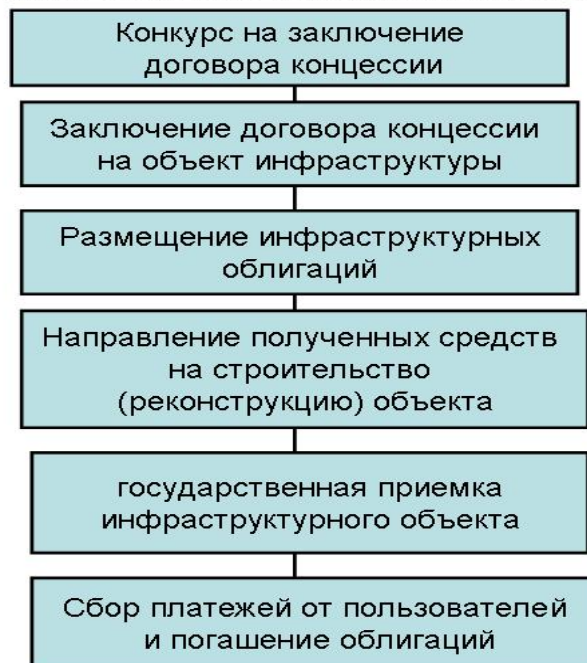 Конкурс на заключение
договора концессии
Заключение договора концессии
на объект инфраструктуры
Размещение инфраструктурных
облигаций
Направление полученных средств
на строительство
(реконструкцию) объекта
государственная приемка
инфраструктурного объекта
Сбор платежей от пользователей
и погашение облигаций